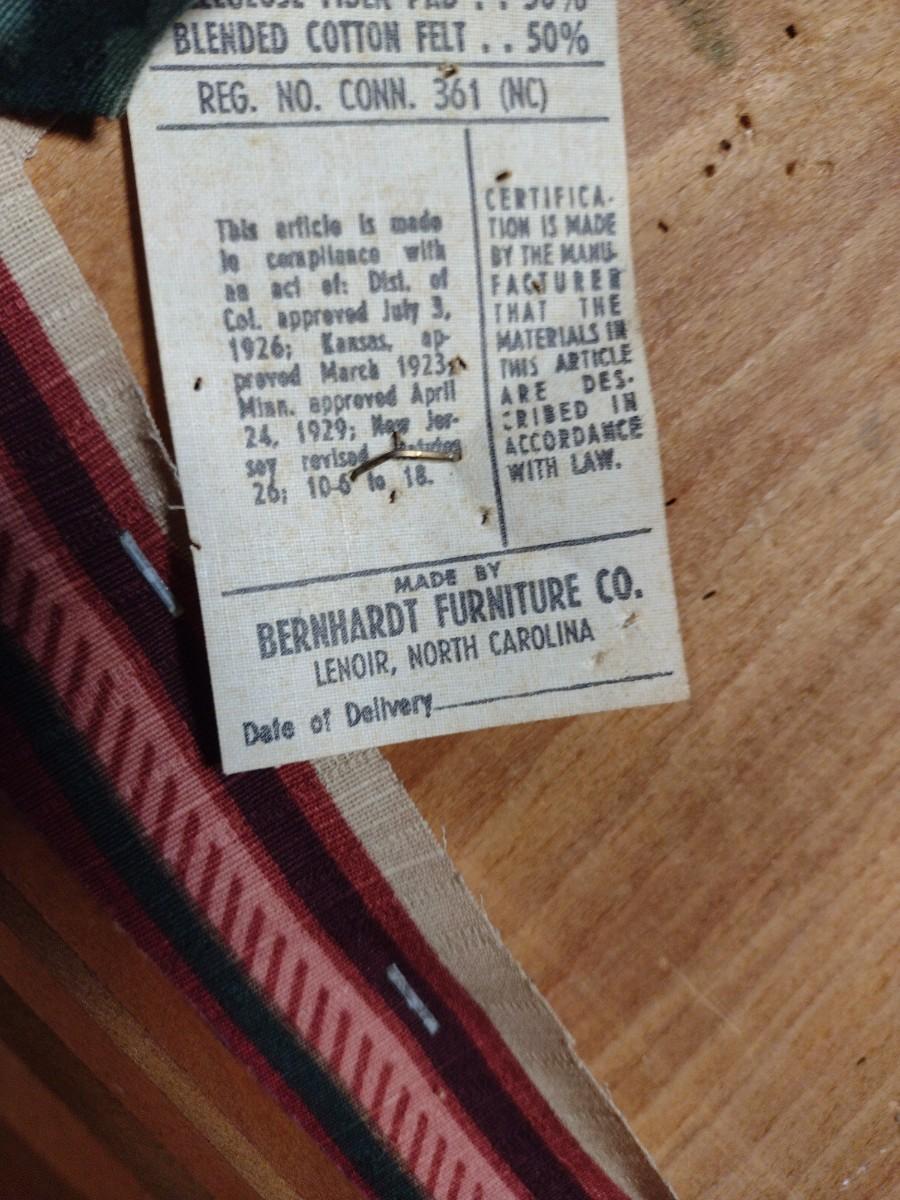 FIBER PAD . . 50%
BLENDED COTTON FELT . . 50%
REG. NO. CONN. 361 (NC)
This article is made
in compliance with
an act of: Dist. of
Col. approved July 3,
1926; Kansas, ap-
proved March 1923;
Minn. approved April
24, 1929; New Jer-
sey revised statutes
26; 10-6 to 18.
CERTIFICA-
TION IS MADE
BY THE MANU-
FACTURER
THAT THE
MATERIALS IN
THIS ARTICLE
ARE DES-
CRIBED IN
ACCORDANCE
WITH LAW.
MADE BY
BERNHARDT FURNITURE CO.
LENOIR, NORTH CAROLINA
Date of Delivery